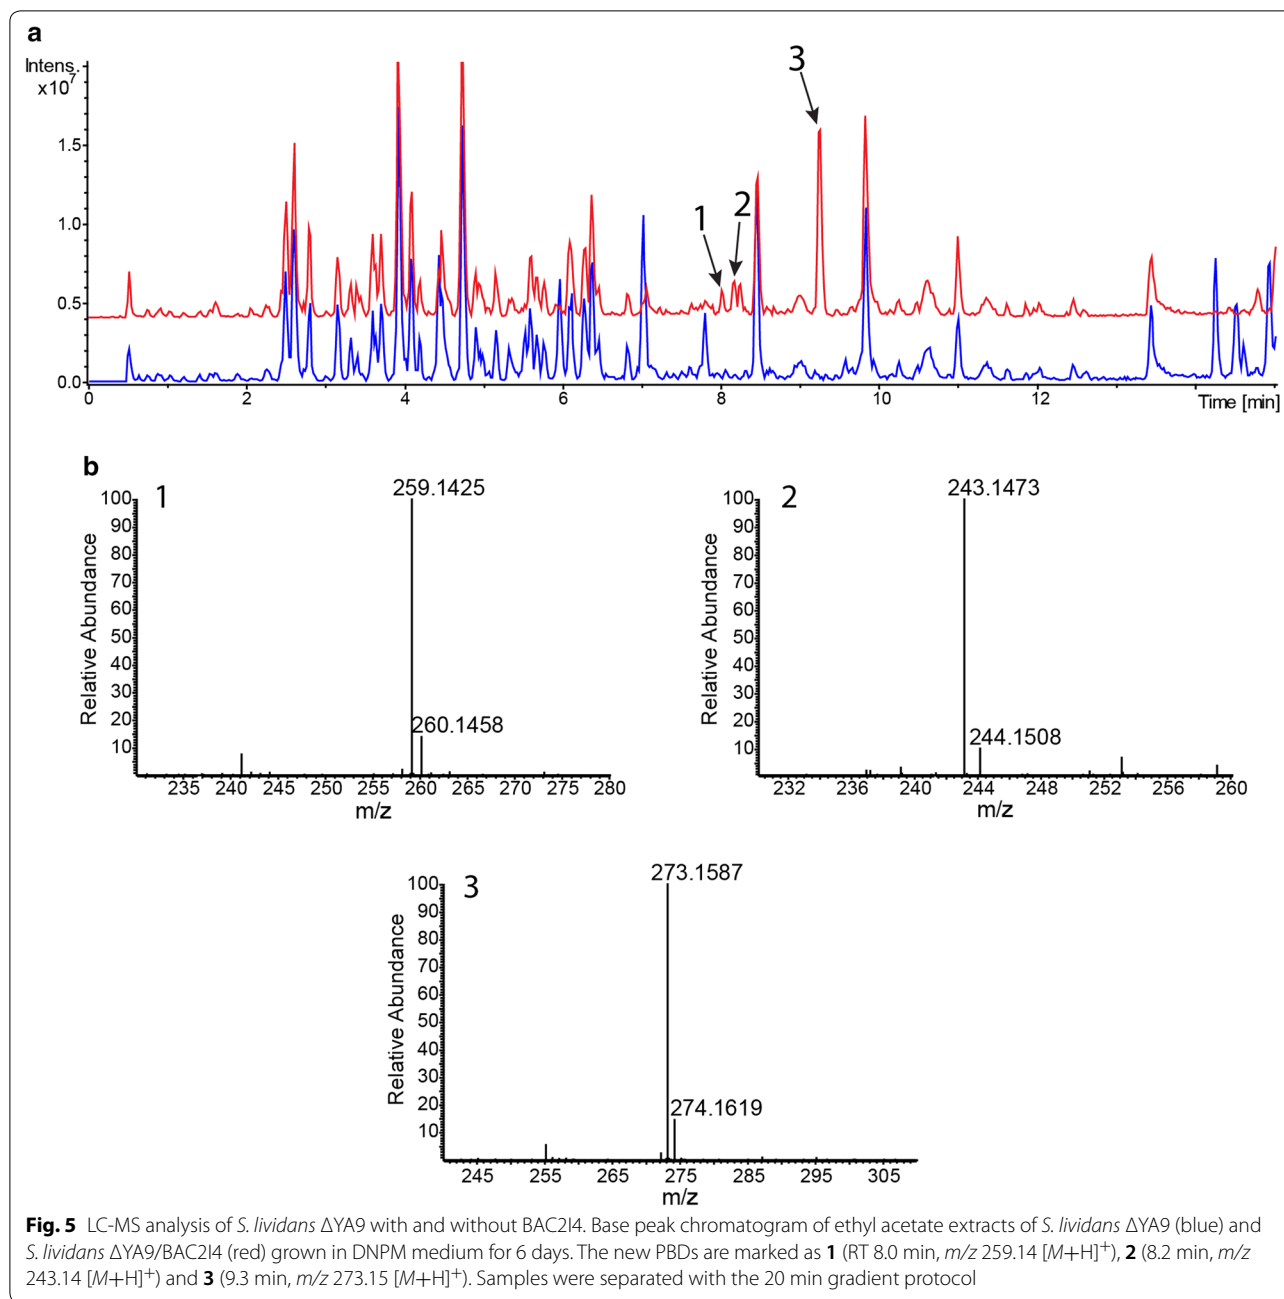 a
Intens.
x10⁷
1.5
1.0
0.5
0.0
1
2
3
0 2 4 6 8 10 12 Time [min]
b
1
259.1425
260.1458
100
90
80
70
60
50
40
30
20
10
Relative Abundance
235 240 245 250 255 260 265 270 275 280
m/z
2
243.1473
244.1508
100
90
80
70
60
50
40
30
20
10
Relative Abundance
232 236 240 244 248 252 256 260
m/z
3
273.1587
274.1619
100
90
80
70
60
50
40
30
20
10
Relative Abundance
245 255 265 275 285 295 305
m/z
Fig. 5 LC-MS analysis of S. lividans ΔYA9 with and without BAC2I4. Base peak chromatogram of ethyl acetate extracts of S. lividans ΔYA9 (blue) and
S. lividans ΔYA9/BAC2I4 (red) grown in DNPM medium for 6 days. The new PBDs are marked as 1 (RT 8.0 min, m/z 259.14 [M+H]⁺), 2 (8.2 min, m/z
243.14 [M+H]⁺) and 3 (9.3 min, m/z 273.15 [M+H]⁺). Samples were separated with the 20 min gradient protocol